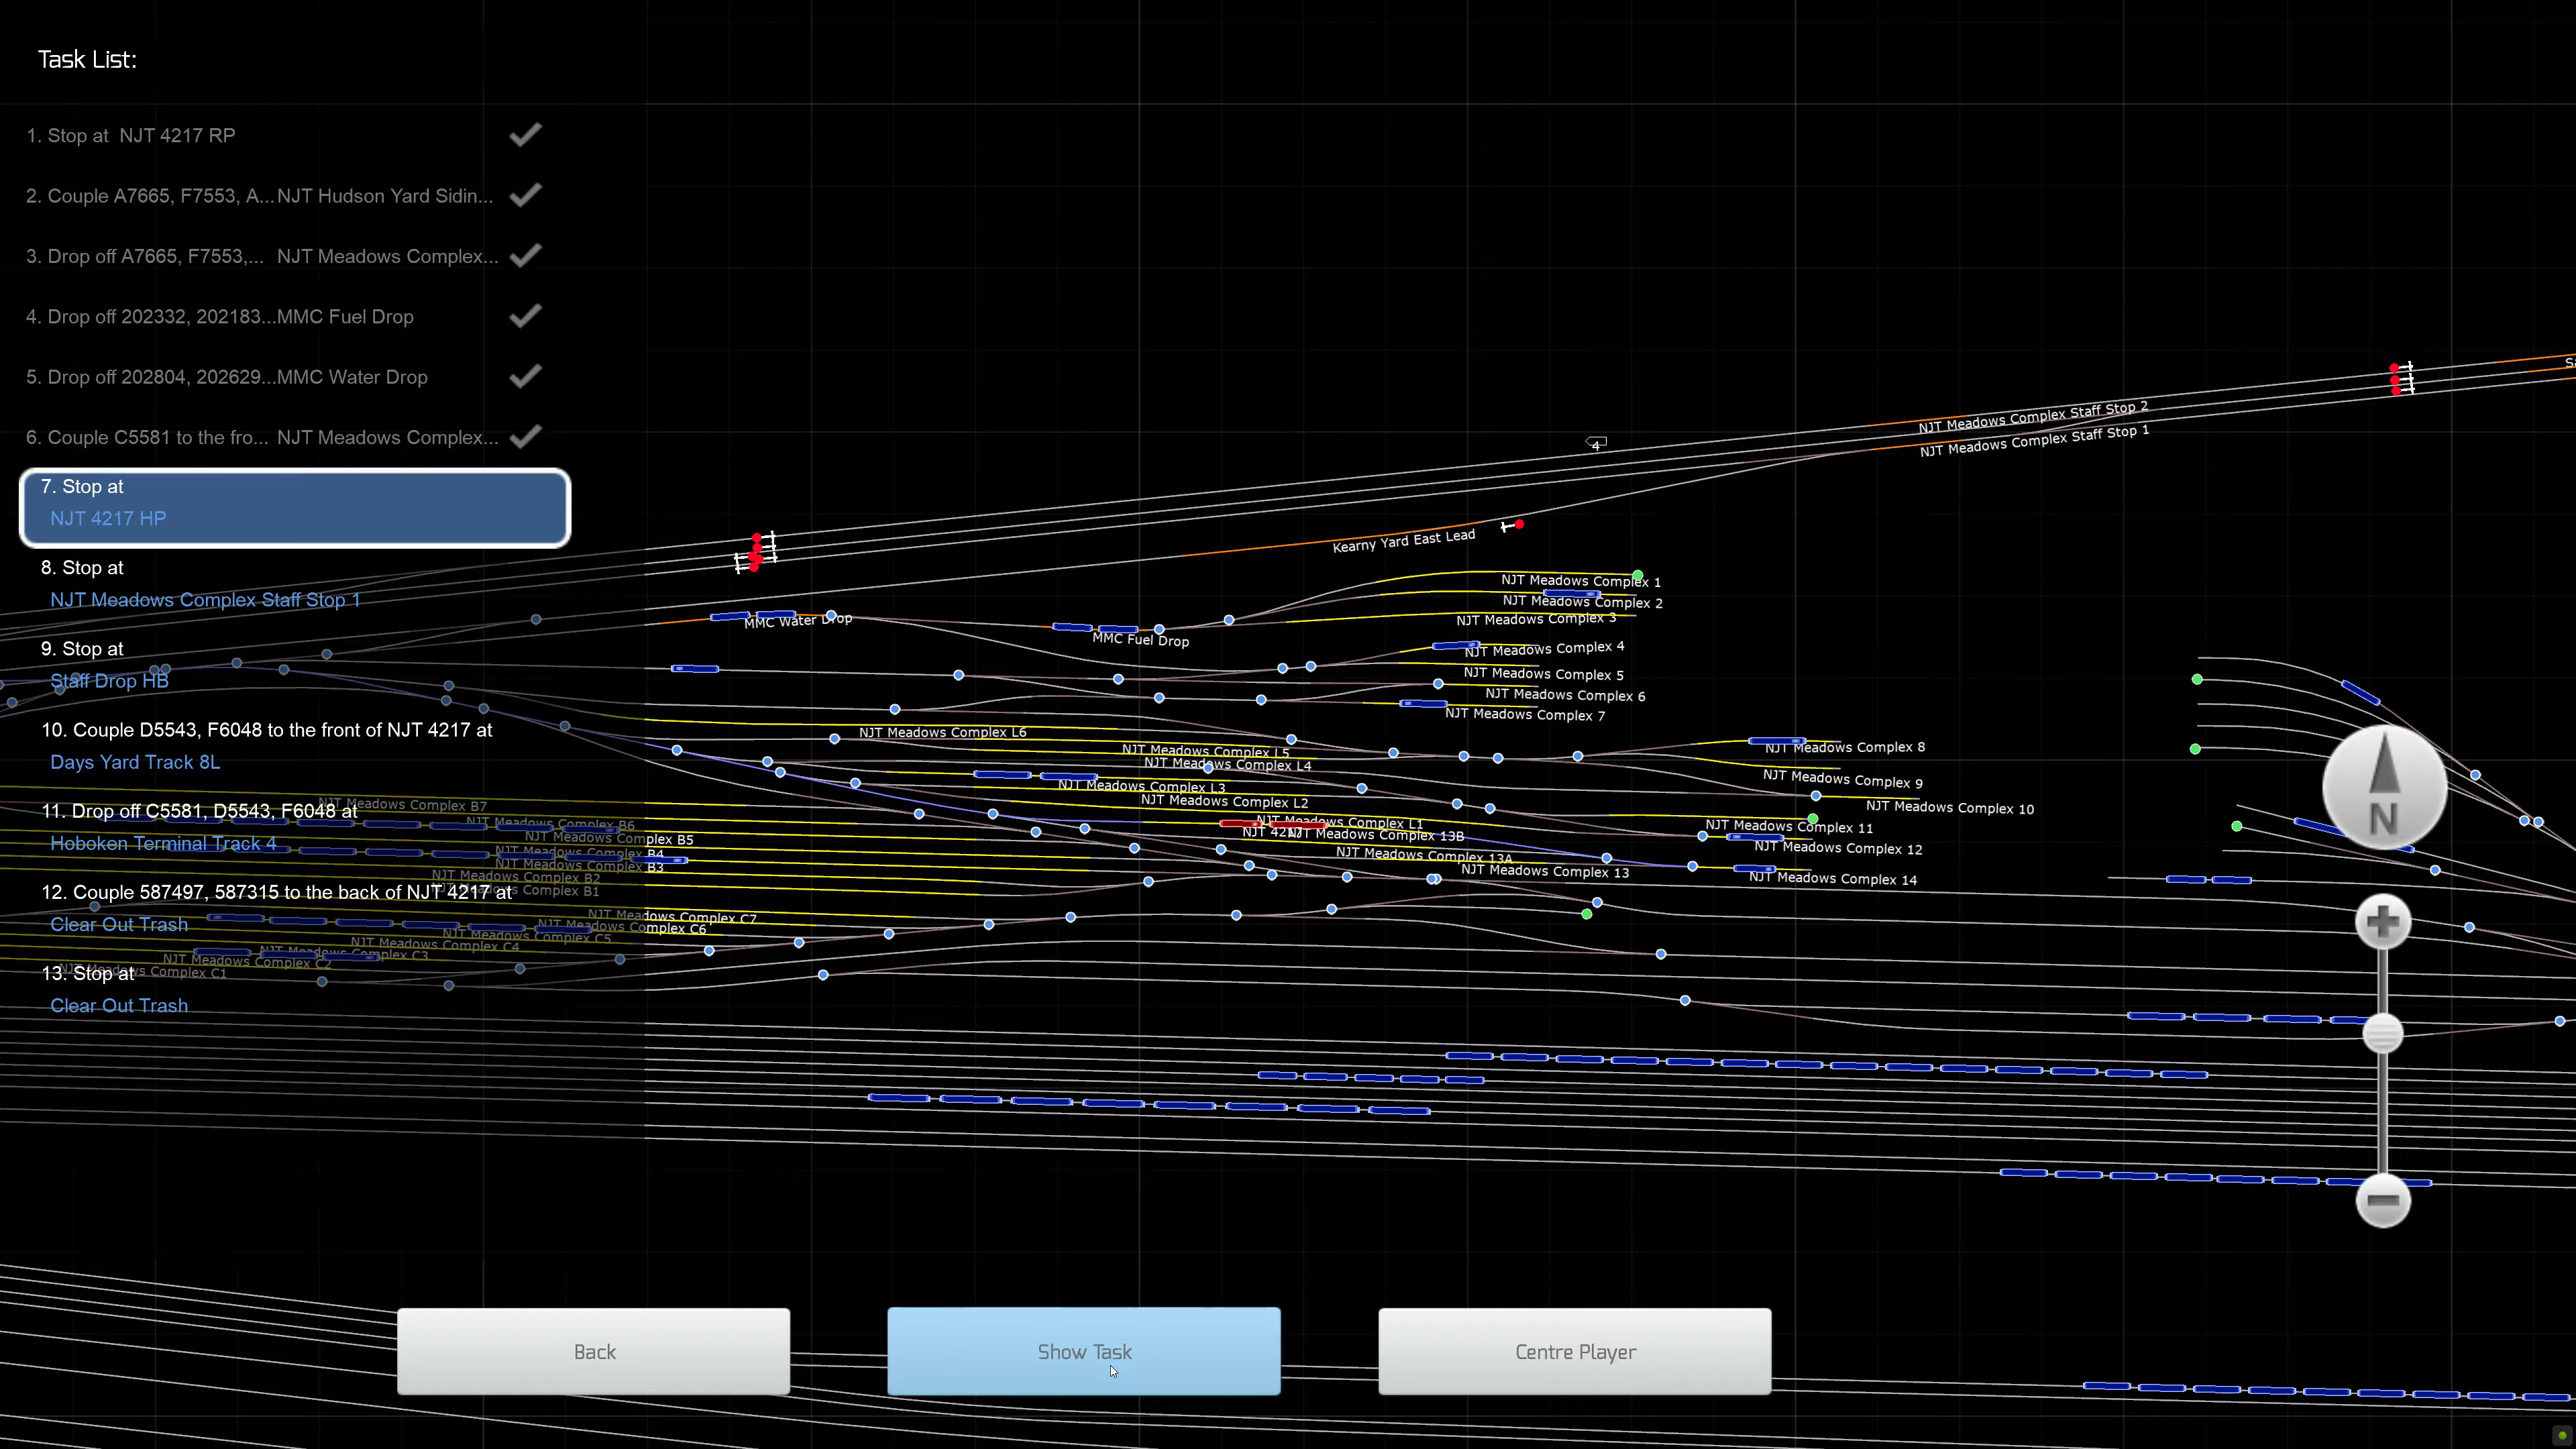 Task List:
1. Stop at  NJT 4217 RP
2. Couple A7665, F7553, A... NJT Hudson Yard Sidin...
3. Drop off A7665, F7553,... NJT Meadows Complex...
4. Drop off 202332, 202183... MMC Fuel Drop
5. Drop off 202804, 202629... MMC Water Drop
6. Couple C5581 to the fro... NJT Meadows Complex...
7. Stop at
NJT 4217 HP
8. Stop at
NJT Meadows Complex Staff Stop 1
9. Stop at
Staff Drop HB
10. Couple D5543, F6048 to the front of NJT 4217 at
Days Yard Track 8L
11. Drop off C5581, D5543, F6048 at
Hoboken Terminal Track 4
12. Couple 587497, 587315 to the back of NJT 4217 at
Clear Out Trash
13. Stop at
Clear Out Trash
NJT Meadows Complex Staff Stop 2
NJT Meadows Complex Staff Stop 1
4
Kearny Yard East Lead
NJT Meadows Complex 1
NJT Meadows Complex 2
NJT Meadows Complex 3
MMC Water Drop
MMC Fuel Drop
NJT Meadows Complex 4
NJT Meadows Complex 5
NJT Meadows Complex 6
NJT Meadows Complex 7
NJT Meadows Complex L6
NJT Meadows Complex L5
NJT Meadows Complex L4
NJT Meadows Complex 8
NJT Meadows Complex 9
NJT Meadows Complex L3
NJT Meadows Complex L2
NJT Meadows Complex 10
NJT Meadows Complex L1
NJT 4217
NJT Meadows Complex 13B
NJT Meadows Complex 11
NJT Meadows Complex 12
NJT Meadows Complex 13A
NJT Meadows Complex 13
NJT Meadows Complex 14
NJT Meadows Complex B7
NJT Meadows Complex B6
NJT Meadows Complex B5
NJT Meadows Complex B4
NJT Meadows Complex B3
NJT Meadows Complex B2
NJT Meadows Complex B1
NJT Meadows Complex C7
NJT Meadows Complex C6
NJT Meadows Complex C5
NJT Meadows Complex C4
NJT Meadows Complex C3
NJT Meadows Complex C2
NJT Meadows Complex C1
N
Back
Show Task
Centre Player